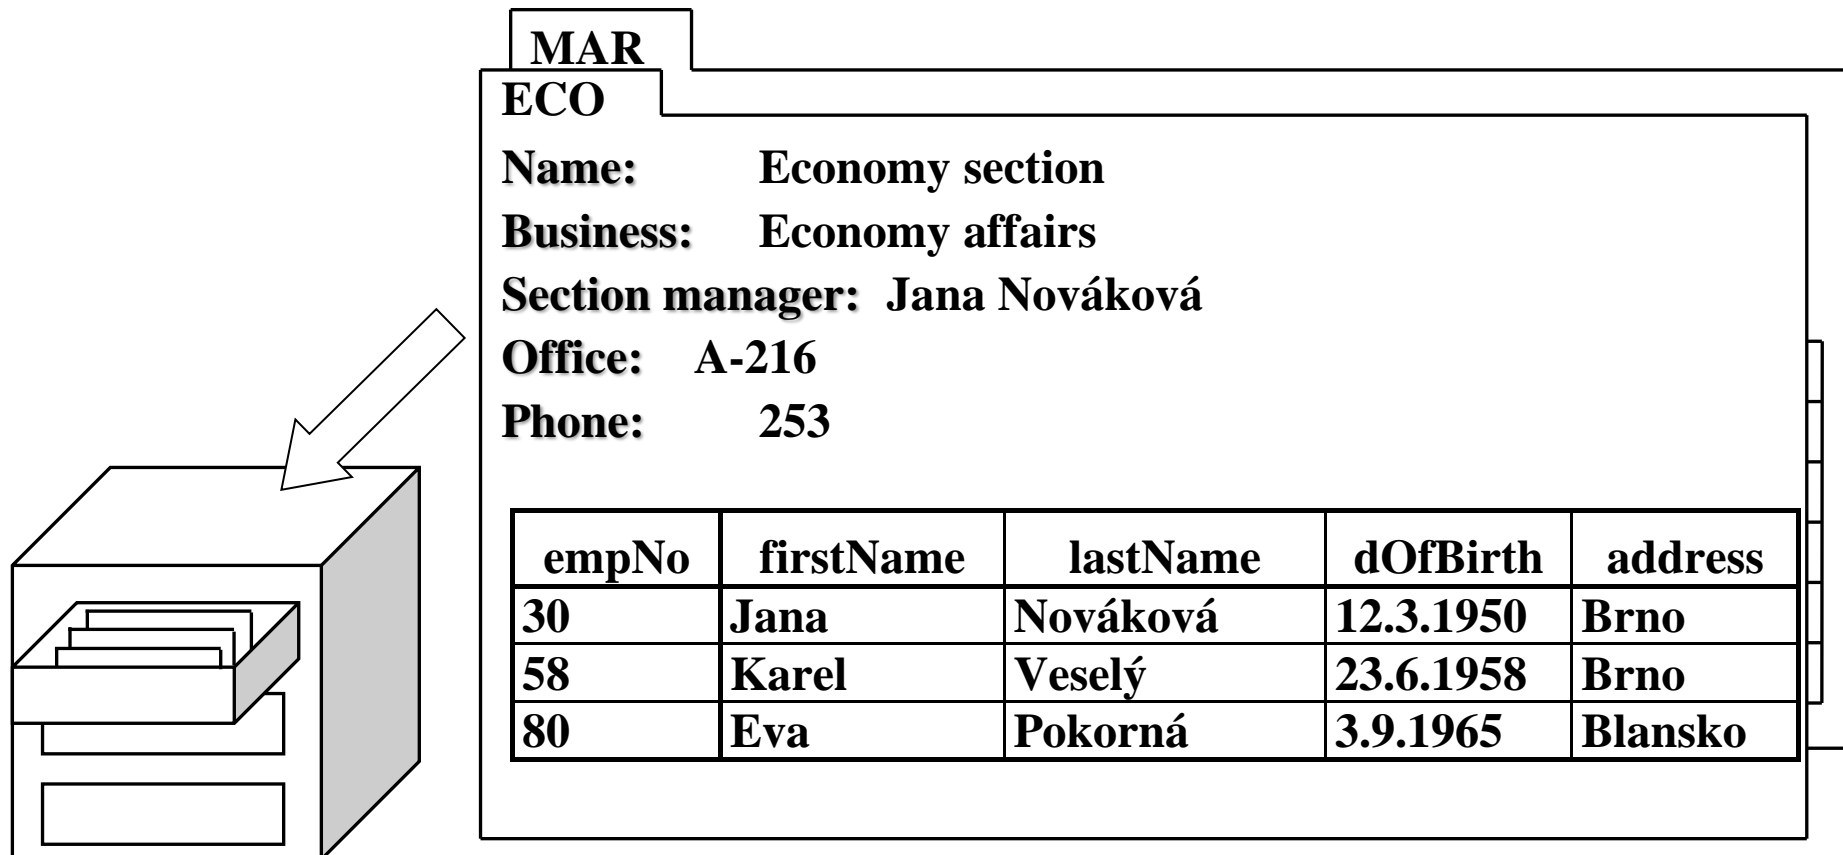 MAR
ECO
Name: Economy section
Business: Economy affairs
Section manager: Jana Nováková
Office: A-216
Phone: 253
empNo firstName lastName dOfBirth address
30 Jana Nováková 12.3.1950 Brno
58 Karel Veselý 23.6.1958 Brno
80 Eva Pokorná 3.9.1965 Blansko